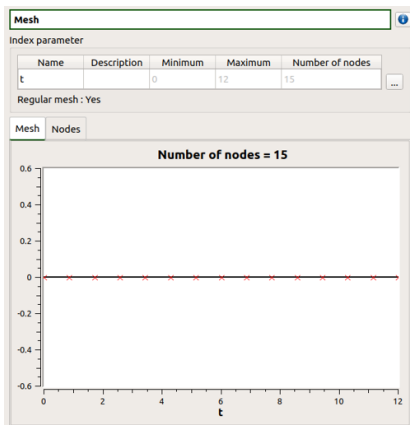 Mesh
Index parameter
Name Description Minimum Maximum Number of nodes
t 0 12 15
...
Regular mesh : Yes
Mesh Nodes
Number of nodes = 15
0.6
0.4
0.2
0
-0.2
-0.4
-0.6
0 2 4 6 8 10 12
t